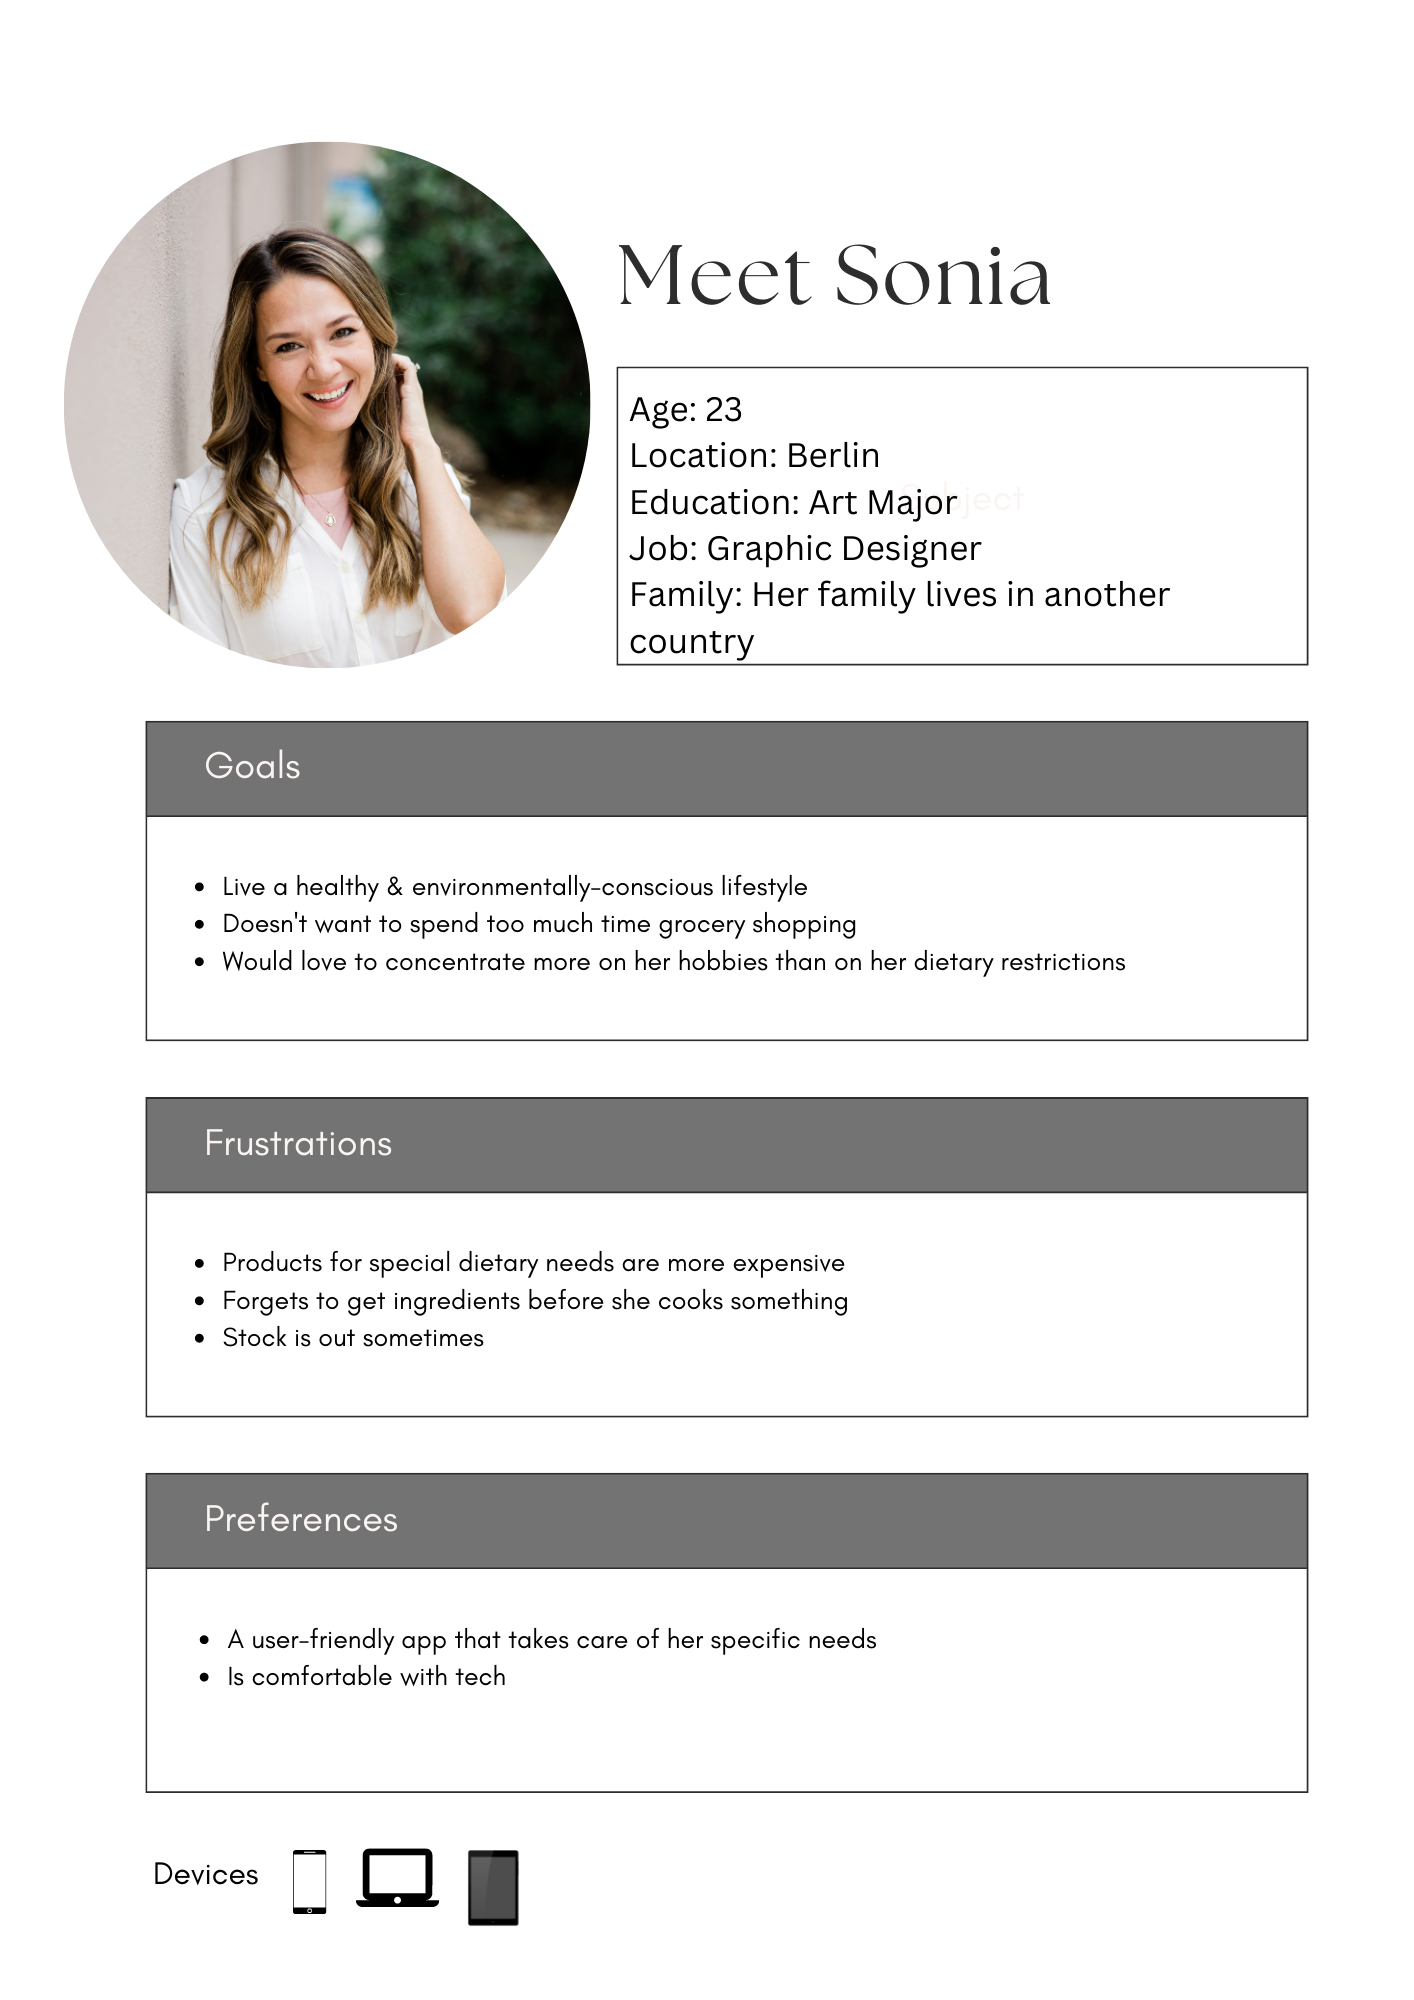 Meet Sonia
Age: 23
Location: Berlin
Education: Art Major
Subject
Job: Graphic Designer
Family: Her family lives in another
country
Goals
• Live a healthy & environmentally-conscious lifestyle
• Doesn't want to spend too much time grocery shopping
• Would love to concentrate more on her hobbies than on her dietary restrictions
Frustrations
• Products for special dietary needs are more expensive
• Forgets to get ingredients before she cooks something
• Stock is out sometimes
Preferences
• A user-friendly app that takes care of her specific needs
• Is comfortable with tech
Devices